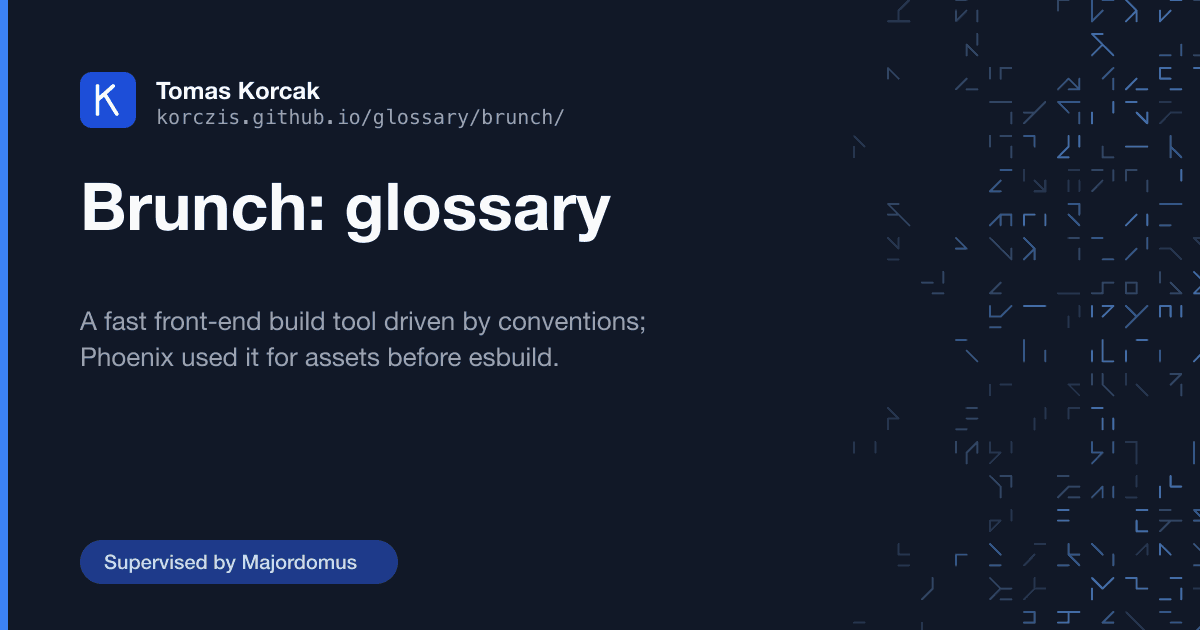 Tomas Korcak
korczis.github.io/glossary/brunch/
Brunch: glossary
A fast front-end build tool driven by conventions;
Phoenix used it for assets before esbuild.
Supervised by Majordomus